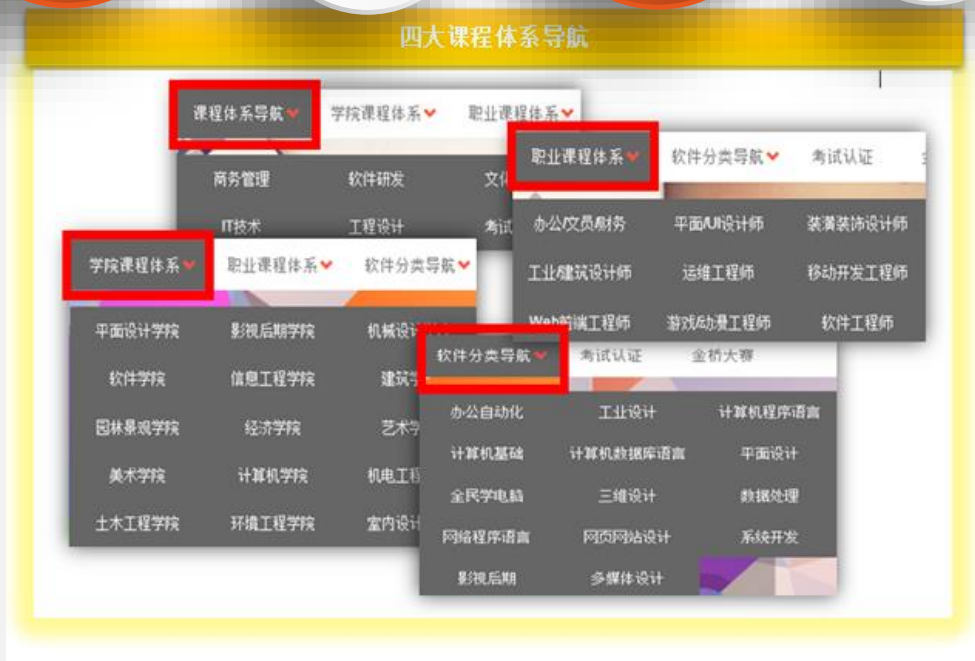 四大课程体系导航
课程体系导航 学院课程体系 职业课程体系
商务管理 软件研发
IT技术 工程设计
职业课程体系 软件分类导航 考试认证
办公/文员/财务 平面/UI设计师 装潢装饰设计师
工业/建筑设计师 运维工程师 移动开发工程师
Web前端工程师 游戏/动漫工程师 软件工程师
学院课程体系 职业课程体系 软件分类导航
平面设计学院 影视后期学院 机械设
软件学院 信息工程学院 建筑
园林景观学院 经济学院 艺术
美术学院 计算机学院 机电工
土木工程学院 环境工程学院 室内设
软件分类导航 考试认证 金桥大赛
办公自动化 工业设计 计算机程序语言
计算机基础 计算机数据库语言 平面设计
全民学电脑 三维设计 数据处理
网络程序语言 网页网站设计 系统开发
影视后期 多媒体设计